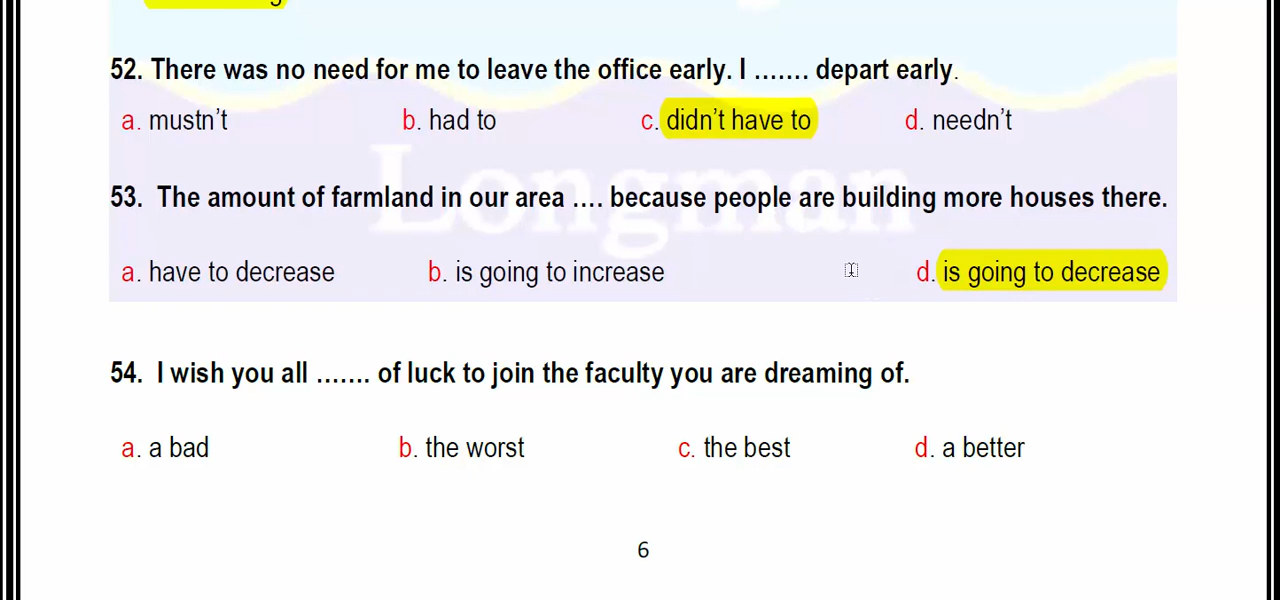 52. There was no need for me to leave the office early. I ....... depart early.
a. mustn’t b. had to c. didn’t have to d. needn’t
Longman
53. The amount of farmland in our area .... because people are building more houses there.
a. have to decrease b. is going to increase d. is going to decrease
54. I wish you all ....... of luck to join the faculty you are dreaming of.
a. a bad b. the worst c. the best d. a better
6